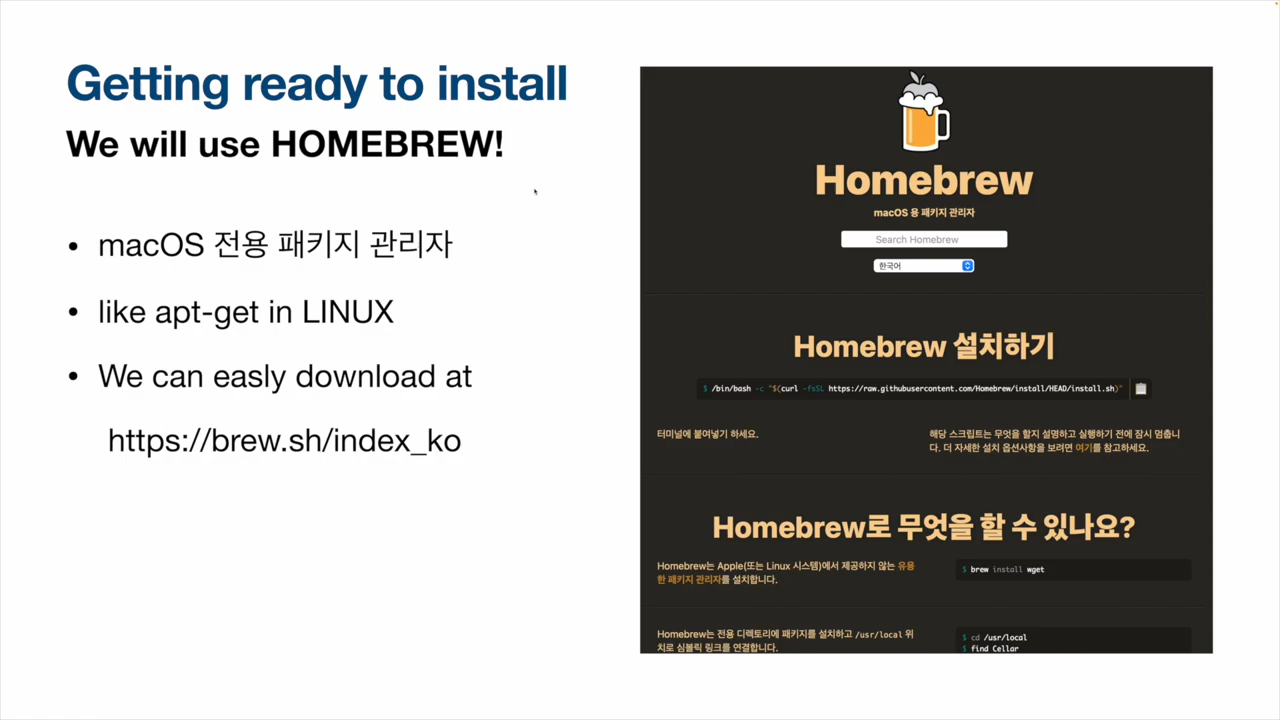 Getting ready to install
We will use HOMEBREW!
• macOS 전용 패키지 관리자
• like apt-get in LINUX
• We can easly download at
https://brew.sh/index_ko
Homebrew
macOS 용 패키지 관리자
Search Homebrew
한국어
Homebrew 설치하기
$ /bin/bash -c "$(curl -fsSL https://raw.githubusercontent.com/Homebrew/install/HEAD/install.sh)"
터미널에 붙여넣기 하세요.
해당 스크립트는 무엇을 할지 설명하고 실행하기 전에 잠시 멈춥니
다. 더 자세한 설치 옵션사항을 보려면 여기를 참고하세요.
Homebrew로 무엇을 할 수 있나요?
Homebrew는 Apple(또는 Linux 시스템)에서 제공하지 않는 유용
한 패키지 관리자를 설치합니다.
$ brew install wget
Homebrew는 전용 디렉토리에 패키지를 설치하고 /usr/local 위
치로 심볼릭 링크를 연결합니다.
$ cd /usr/local
$ find Cellar